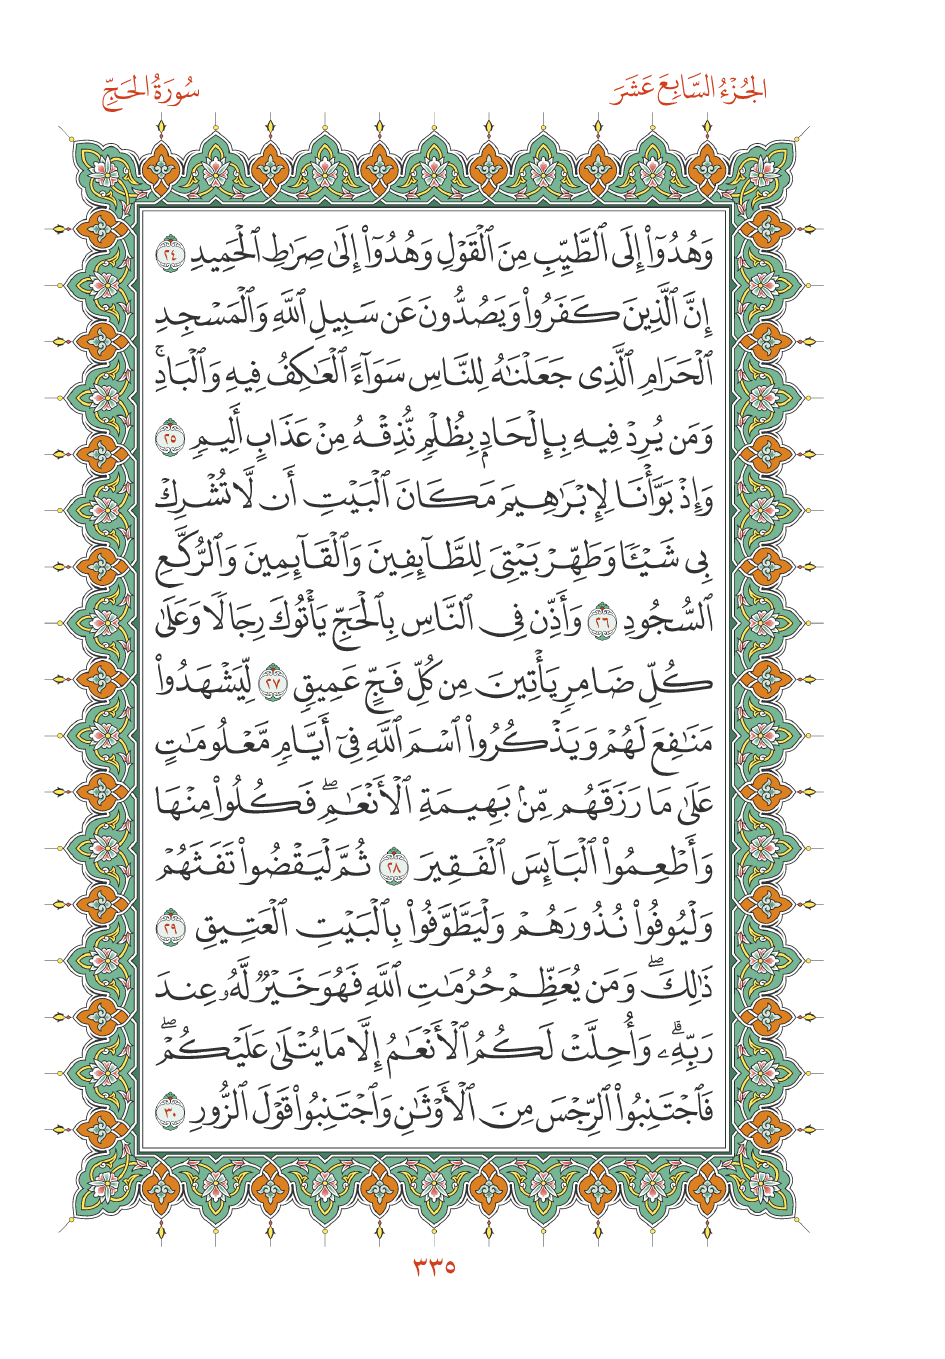 الجُزْءُ السَّابِعَ عَشَرَ
سُورَةُ الحَجِّ
وَهُدُوٓاْ إِلَى ٱلطَّيِّبِ مِنَ ٱلْقَوْلِ وَهُدُوٓاْ إِلَىٰ صِرَٰطِ ٱلْحَمِيدِ ٢٤
إِنَّ ٱلَّذِينَ كَفَرُواْ وَيَصُدُّونَ عَن سَبِيلِ ٱللَّهِ وَٱلْمَسْجِدِ
ٱلْحَرَامِ ٱلَّذِى جَعَلْنَٰهُ لِلنَّاسِ سَوَآءً ٱلْعَٰكِفُ فِيهِ وَٱلْبَادِۚ
وَمَن يُرِدْ فِيهِ بِإِلْحَادٍۭ بِظُلْمٍ نُّذِقْهُ مِنْ عَذَابٍ أَلِيمٍ ٢٥
وَإِذْ بَوَّأْنَا لِإِبْرَٰهِيمَ مَكَانَ ٱلْبَيْتِ أَن لَّا تُشْرِكْ
بِى شَيْـًٔا وَطَهِّرْ بَيْتِىَ لِلطَّآئِفِينَ وَٱلْقَآئِمِينَ وَٱلرُّكَّعِ
ٱلسُّجُودِ ٢٦ وَأَذِّن فِى ٱلنَّاسِ بِٱلْحَجِّ يَأْتُوكَ رِجَالًا وَعَلَىٰ
كُلِّ ضَامِرٍ يَأْتِينَ مِن كُلِّ فَجٍّ عَمِيقٍ ٢٧ لِّيَشْهَدُواْ
مَنَٰفِعَ لَهُمْ وَيَذْكُرُواْ ٱسْمَ ٱللَّهِ فِىٓ أَيَّامٍ مَّعْلُومَٰتٍ
عَلَىٰ مَا رَزَقَهُم مِّنۢ بَهِيمَةِ ٱلْأَنْعَٰمِۖ فَكُلُواْ مِنْهَا
وَأَطْعِمُواْ ٱلْبَآئِسَ ٱلْفَقِيرَ ٢٨ ثُمَّ لْيَقْضُواْ تَفَثَهُمْ
وَلْيُوفُواْ نُذُورَهُمْ وَلْيَطَّوَّفُواْ بِٱلْبَيْتِ ٱلْعَتِيقِ ٢٩
ذَٰلِكَۖ وَمَن يُعَظِّمْ حُرُمَٰتِ ٱللَّهِ فَهُوَ خَيْرٌ لَّهُۥ عِندَ
رَبِّهِۦۗ وَأُحِلَّتْ لَكُمُ ٱلْأَنْعَٰمُ إِلَّا مَا يُتْلَىٰ عَلَيْكُمْۖ
فَٱجْتَنِبُواْ ٱلرِّجْسَ مِنَ ٱلْأَوْثَٰنِ وَٱجْتَنِبُواْ قَوْلَ ٱلزُّورِ ٣٠
٣٣٥